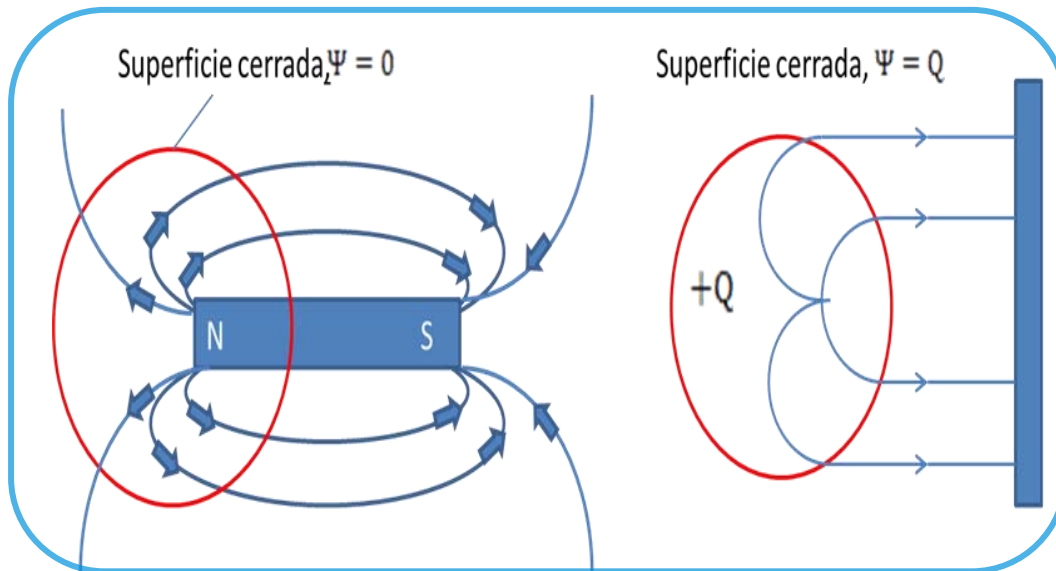 Superficie cerrada,Ψ = 0
Superficie cerrada, Ψ = Q
N
S
+Q